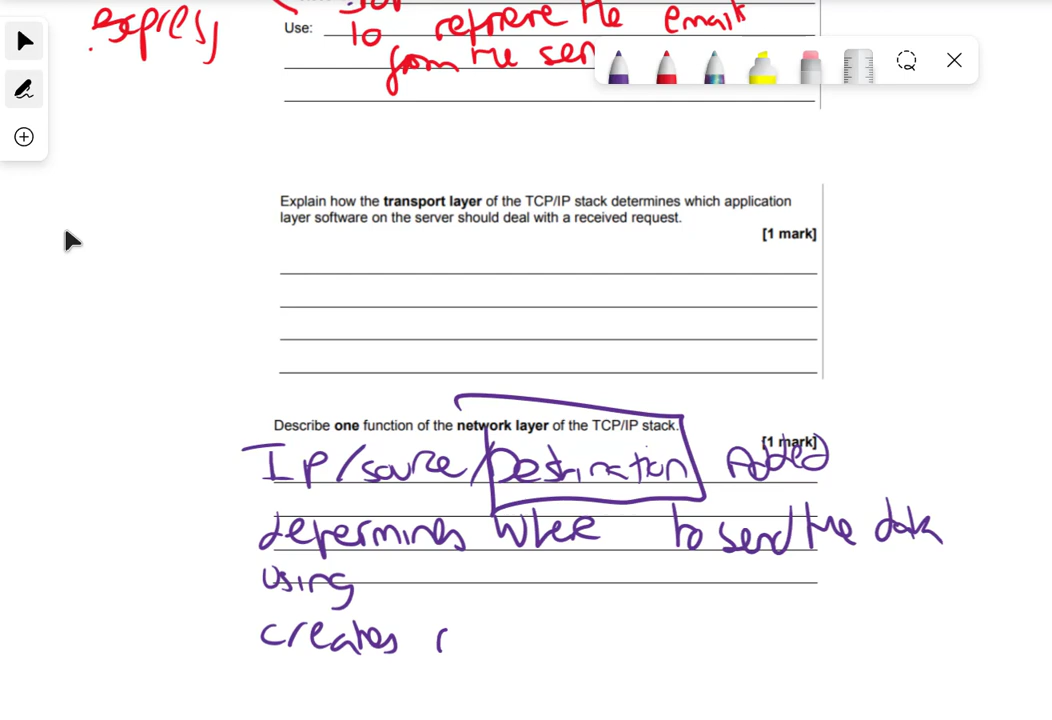 to retrieve the email
express
Use:
from the ser
Explain how the transport layer of the TCP/IP stack determines which application
layer software on the server should deal with a received request.
[1 mark]
Describe one function of the network layer of the TCP/IP stack.
[1 mark]
IP/source/Destination Added
determines where to send the data
using
creates